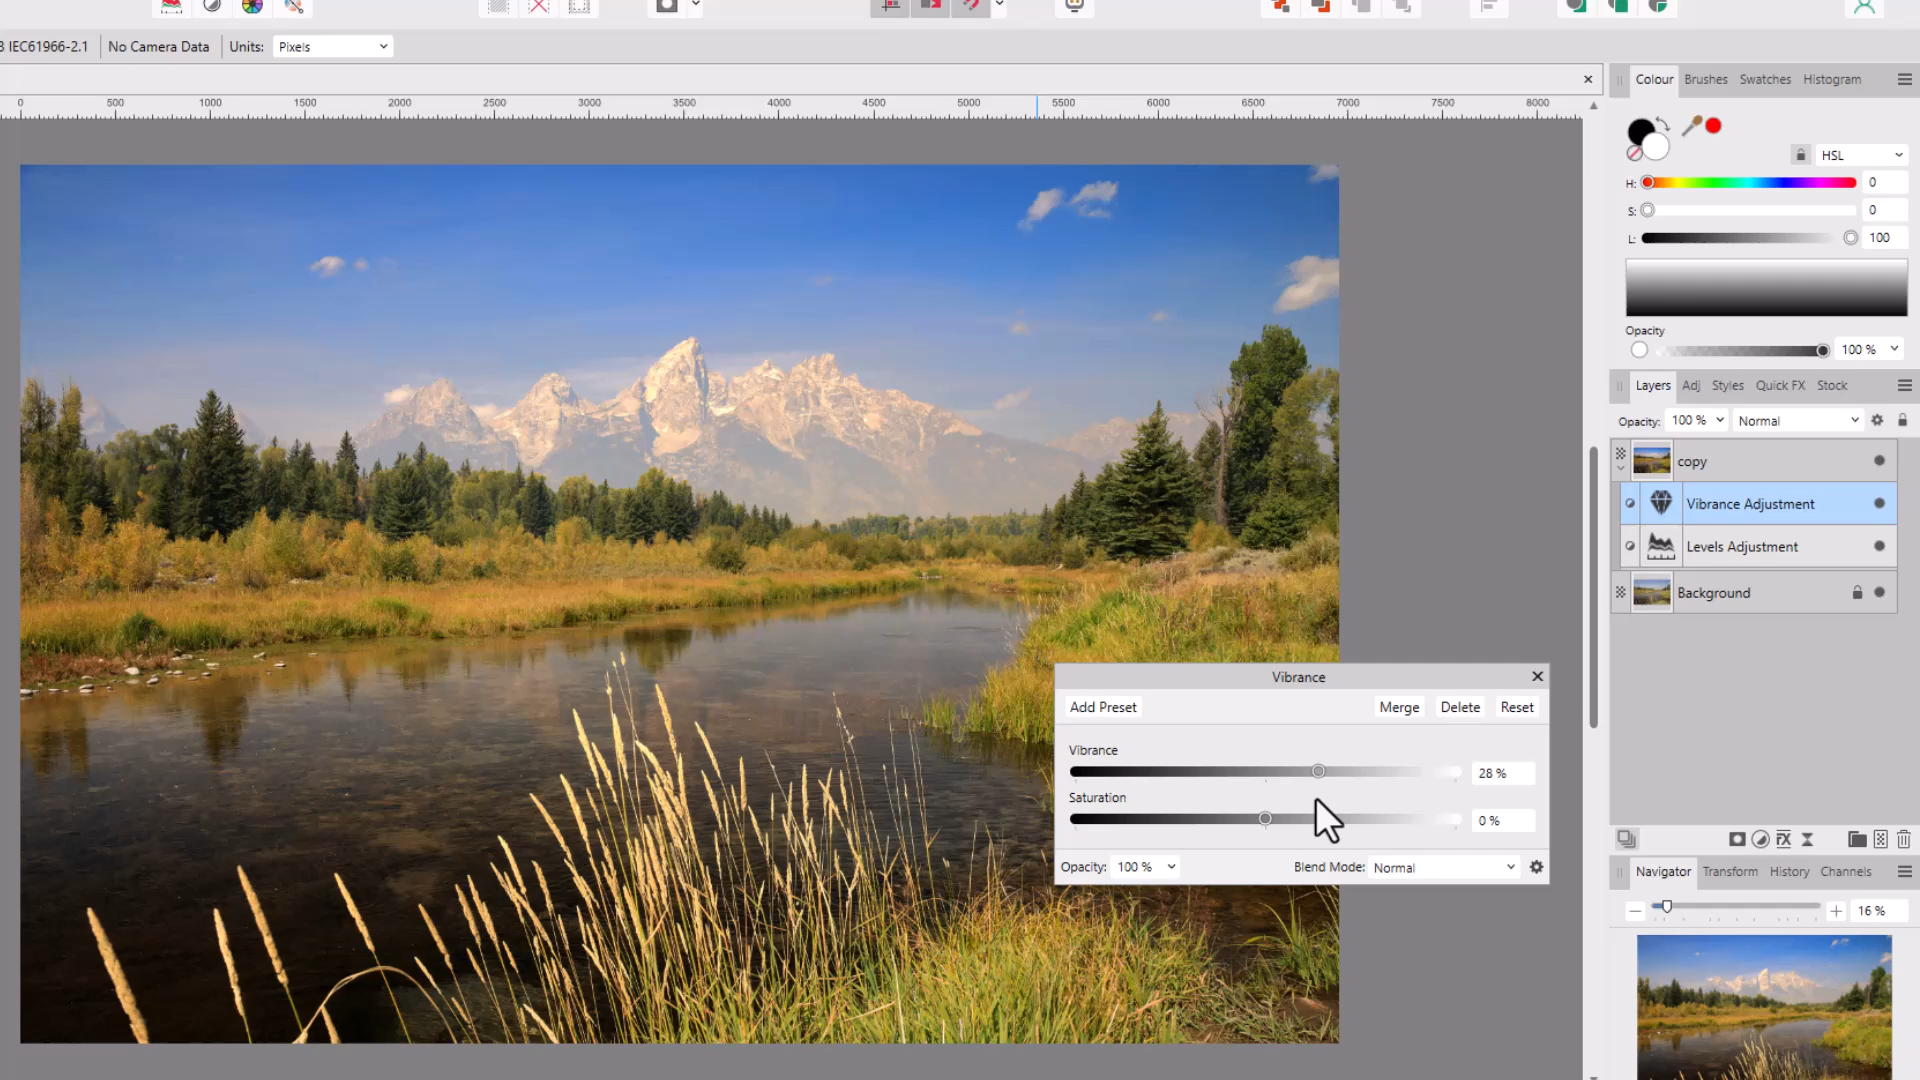 B IEC61966-2.1 No Camera Data Units: Pixels
0 500 1000 1500 2000 2500 3000 3500 4000 4500 5000 5500 6000 6500 7000 7500 8000
Colour Brushes Swatches Histogram
HSL
H: 0
S: 0
L: 100
Opacity
100 %
Layers Adj Styles Quick FX Stock
Opacity: 100 % Normal
copy
Vibrance Adjustment
Levels Adjustment
Background
Vibrance
Add Preset Merge Delete Reset
Vibrance
28 %
Saturation
0 %
Opacity: 100 % Blend Mode: Normal
FX
Navigator Transform History Channels
16 %